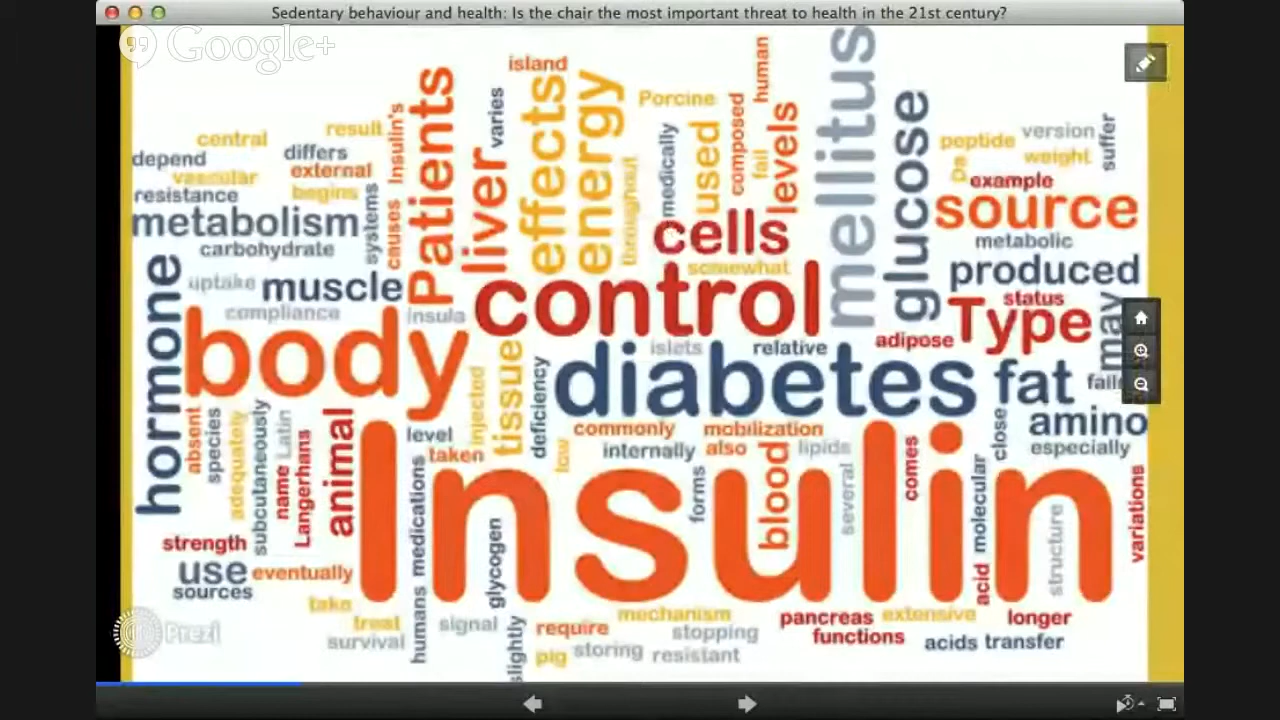 Sedentary behaviour and health: Is the chair the most important threat to health in the 21st century?
Google+
island
human
mellitus
energy
effects
Patients
varies
Porcine
composed
glucose
levels
Insulin's
central
result
medically
used
fail
peptide
version
suffer
depend
differs
liver
throughout
weight
vascular
external
example
resistance
begins
systems
causes
source
metabolism
cells
carbohydrate
metabolic
somewhat
produced
uptake
muscle
control
status
compliance
insula
Type
may
hormone
body
islets
relative
adipose
diabetes
fat
tissue
deficiency
injected
absent
species
adequately
subcutaneously
Latin
name
Langerhans
animal
level
taken
low
commonly
mobilization
amino
internally
also
lipids
close
especially
Insulin
medications
humans
glycogen
forms
blood
several
comes
molecular
acid
structure
variations
strength
use
eventually
sources
take
treat
survival
signal
slightly
require
mechanism
pancreas
extensive
longer
stopping
functions
pig
storing
resistant
acids
transfer
Prezi